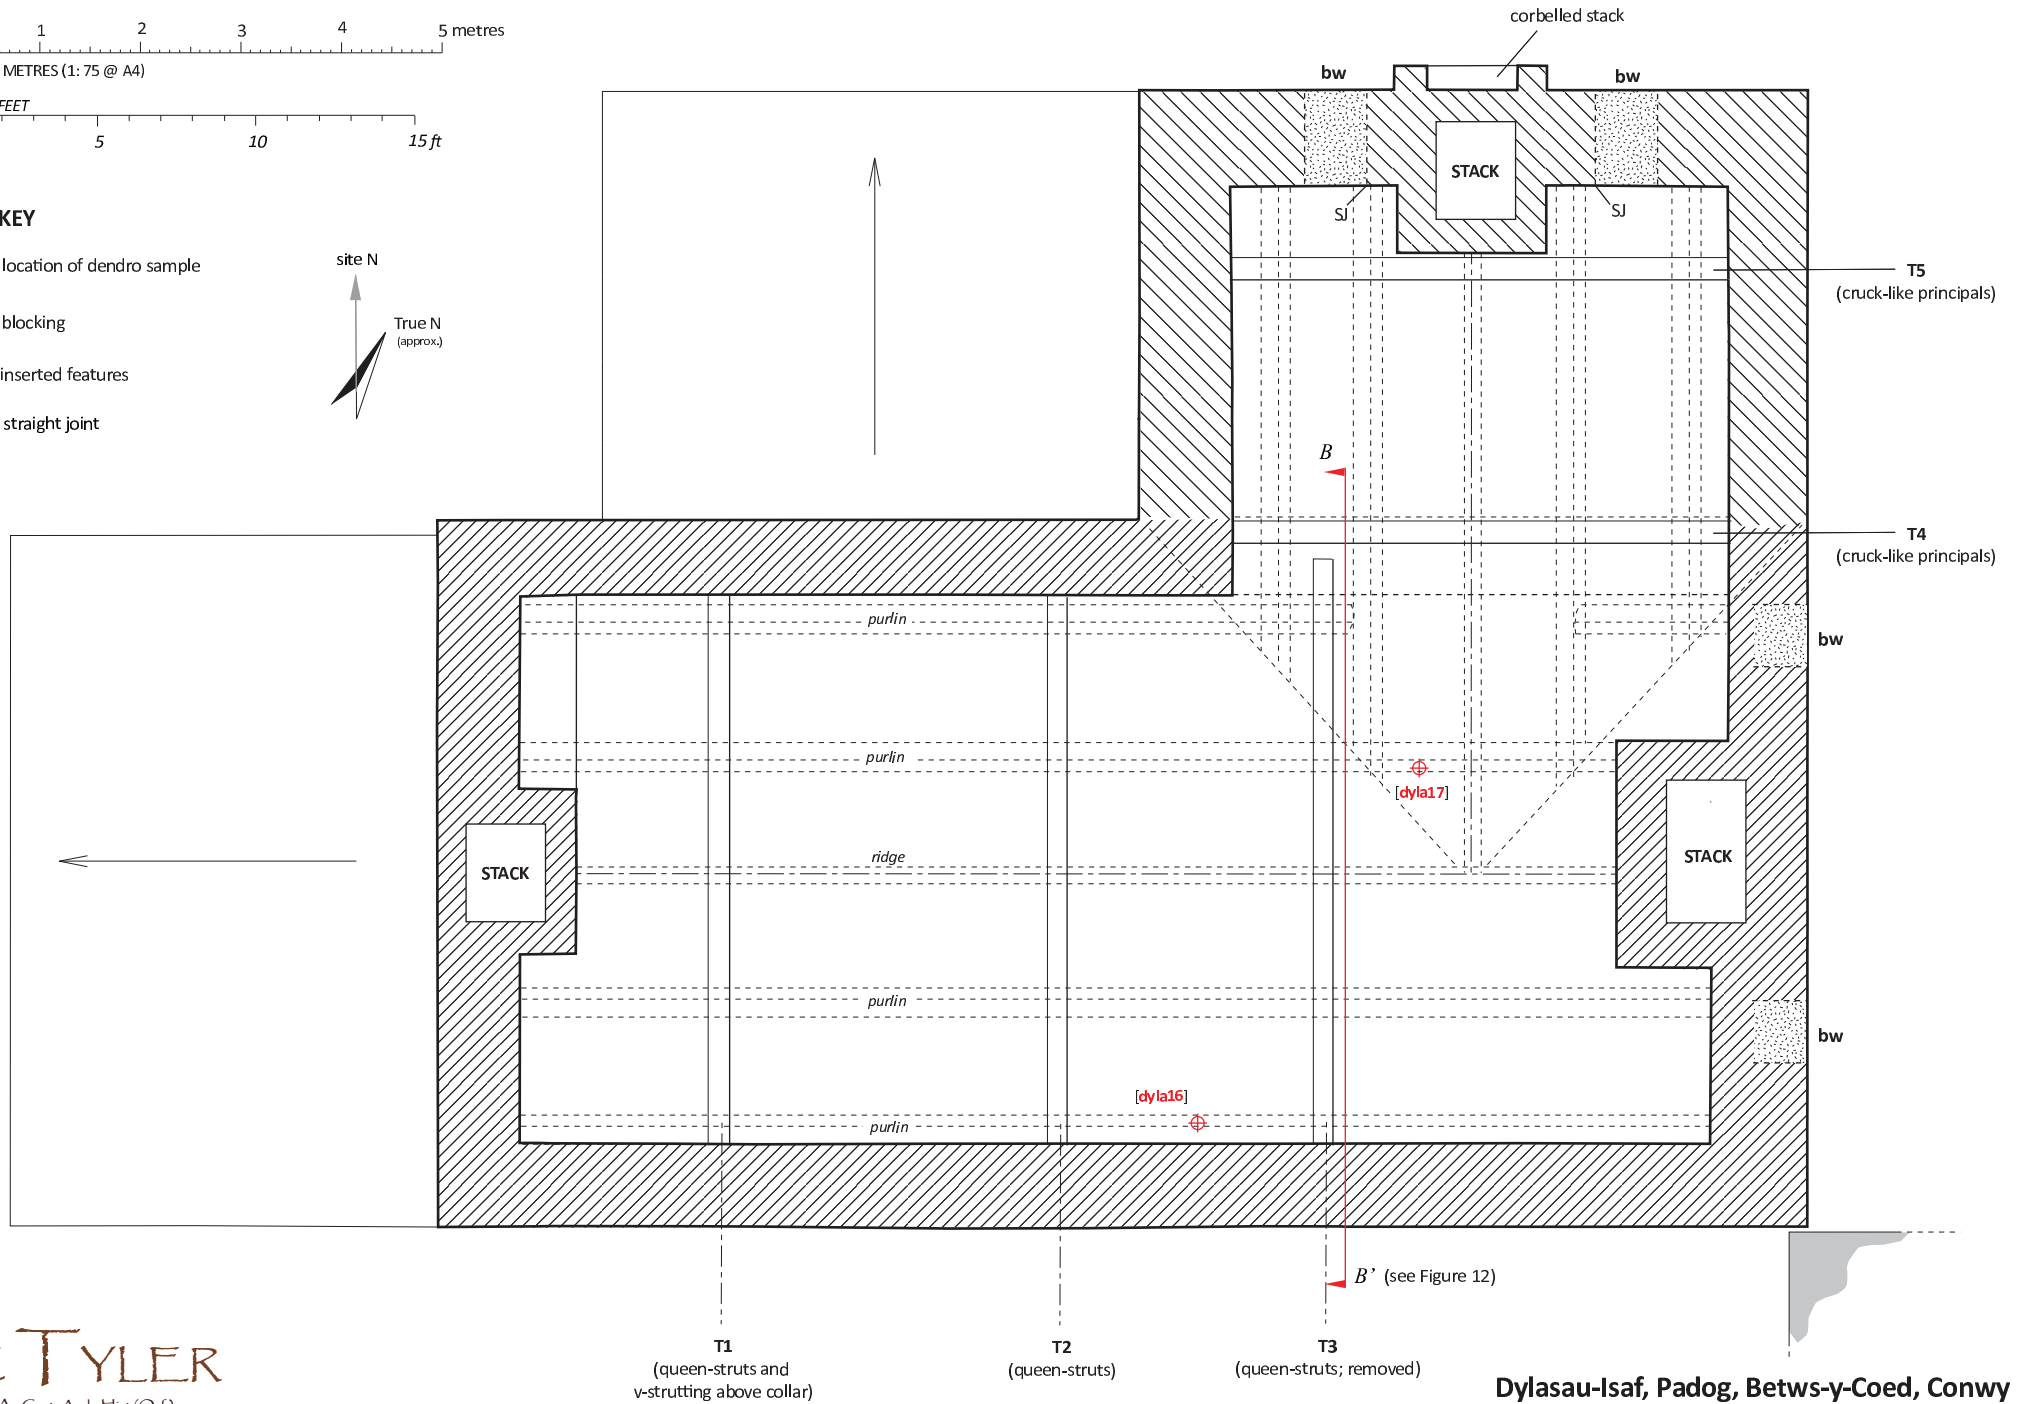 1 2 3 4 5 metres
METRES (1: 75 @ A4)
FEET
5 10 15 ft
KEY
location of dendro sample
blocking
inserted features
straight joint
site N
True N
(approx.)
corbelled stack
bw
bw
STACK
SJ
SJ
T5
(cruck-like principals)
B
T4
(cruck-like principals)
purlin
bw
purlin
[dyla17]
ridge
STACK
STACK
purlin
bw
[dyla16]
purlin
B’ (see Figure 12)
T1
(queen-struts and
v-strutting above collar)
T2
(queen-struts)
T3
(queen-struts; removed)
TYLER
Dylasau-Isaf, Padog, Betws-y-Coed, Conwy